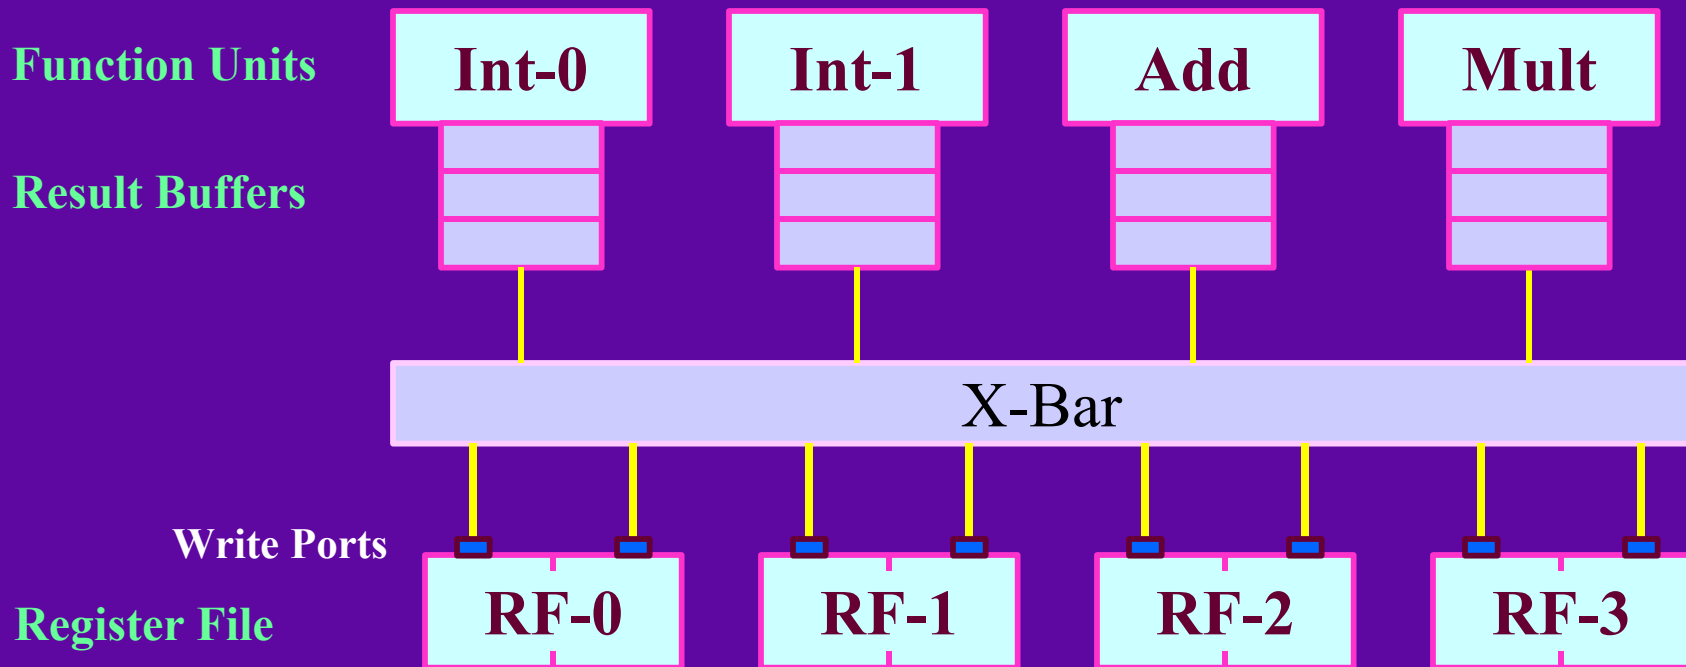 Function Units
Int-0
Int-1
Add
Mult
Result Buffers
X-Bar
Write Ports
Register File
RF-0
RF-1
RF-2
RF-3